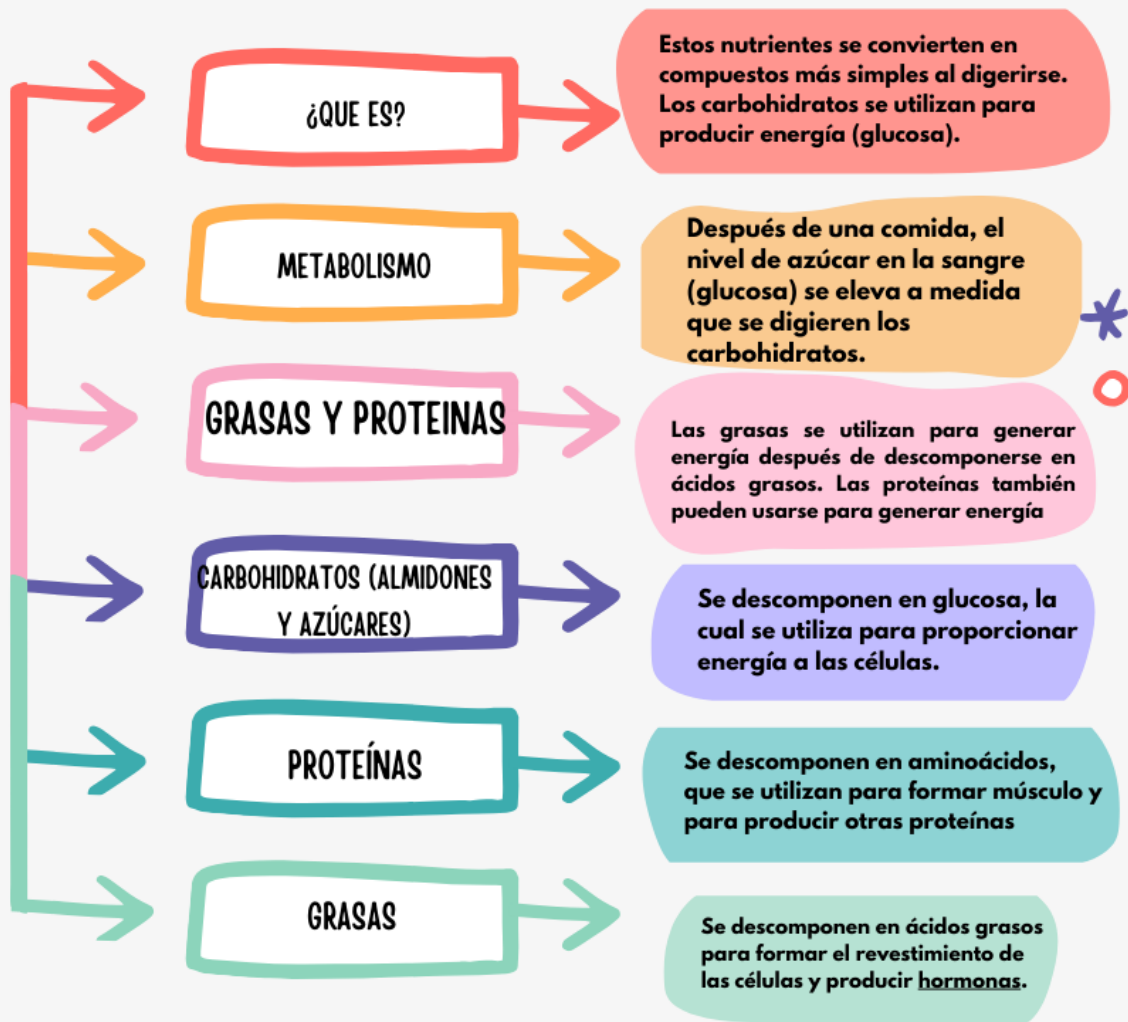 ¿QUE ES?
Estos nutrientes se convierten en
compuestos más simples al digerirse.
Los carbohidratos se utilizan para
producir energía (glucosa).
METABOLISMO
Después de una comida, el
nivel de azúcar en la sangre
(glucosa) se eleva a medida
que se digieren los
carbohidratos.
GRASAS Y PROTEINAS
Las grasas se utilizan para generar
energía después de descomponerse en
ácidos grasos. Las proteínas también
pueden usarse para generar energía
CARBOHIDRATOS (ALMIDONES
Y AZÚCARES)
Se descomponen en glucosa, la
cual se utiliza para proporcionar
energía a las células.
PROTEÍNAS
Se descomponen en aminoácidos,
que se utilizan para formar músculo y
para producir otras proteínas
GRASAS
Se descomponen en ácidos grasos
para formar el revestimiento de
las células y producir hormonas.